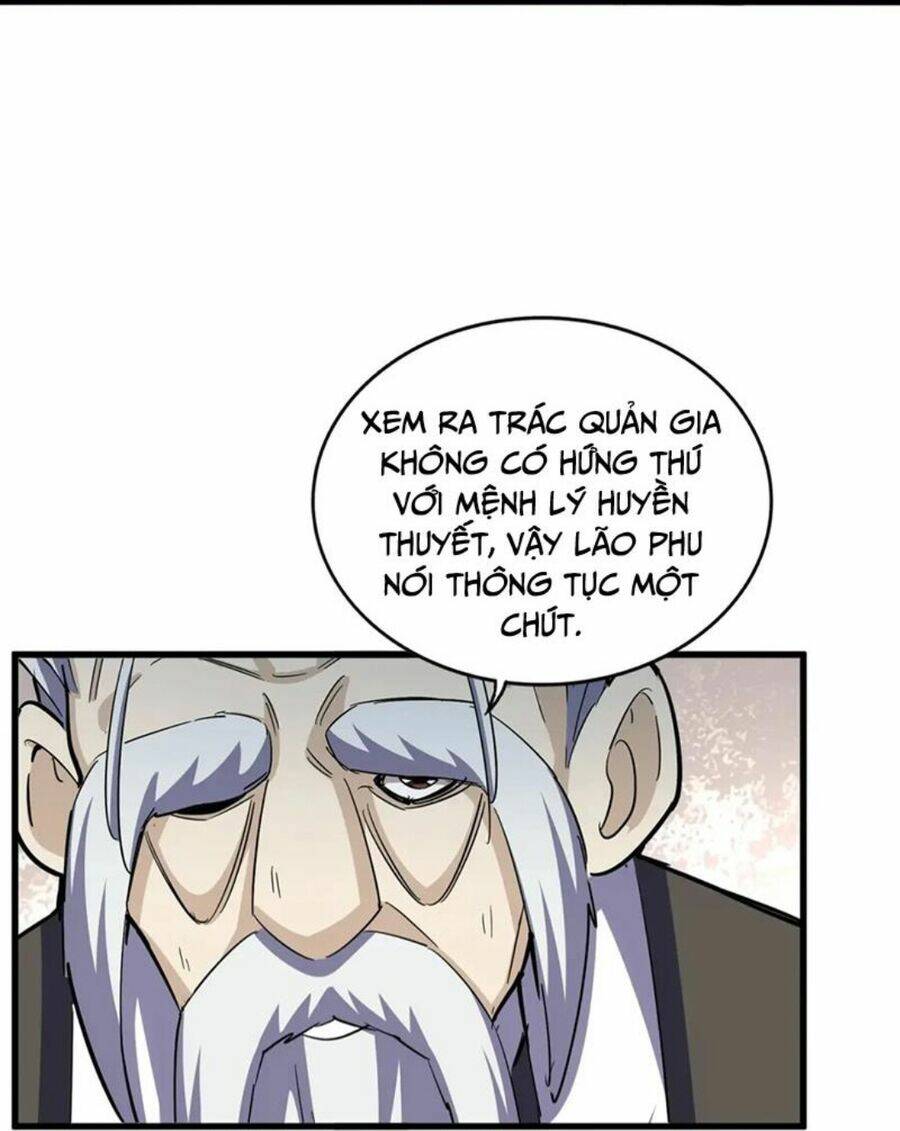 XEM RA TRÁC QUẢN GIA
KHÔNG CÓ HỨNG THÚ
VỚI MỆNH LÝ HUYỀN
THUYẾT, VẬY LÃO PHU
NÓI THÔNG TỤC MỘT
CHÚT.